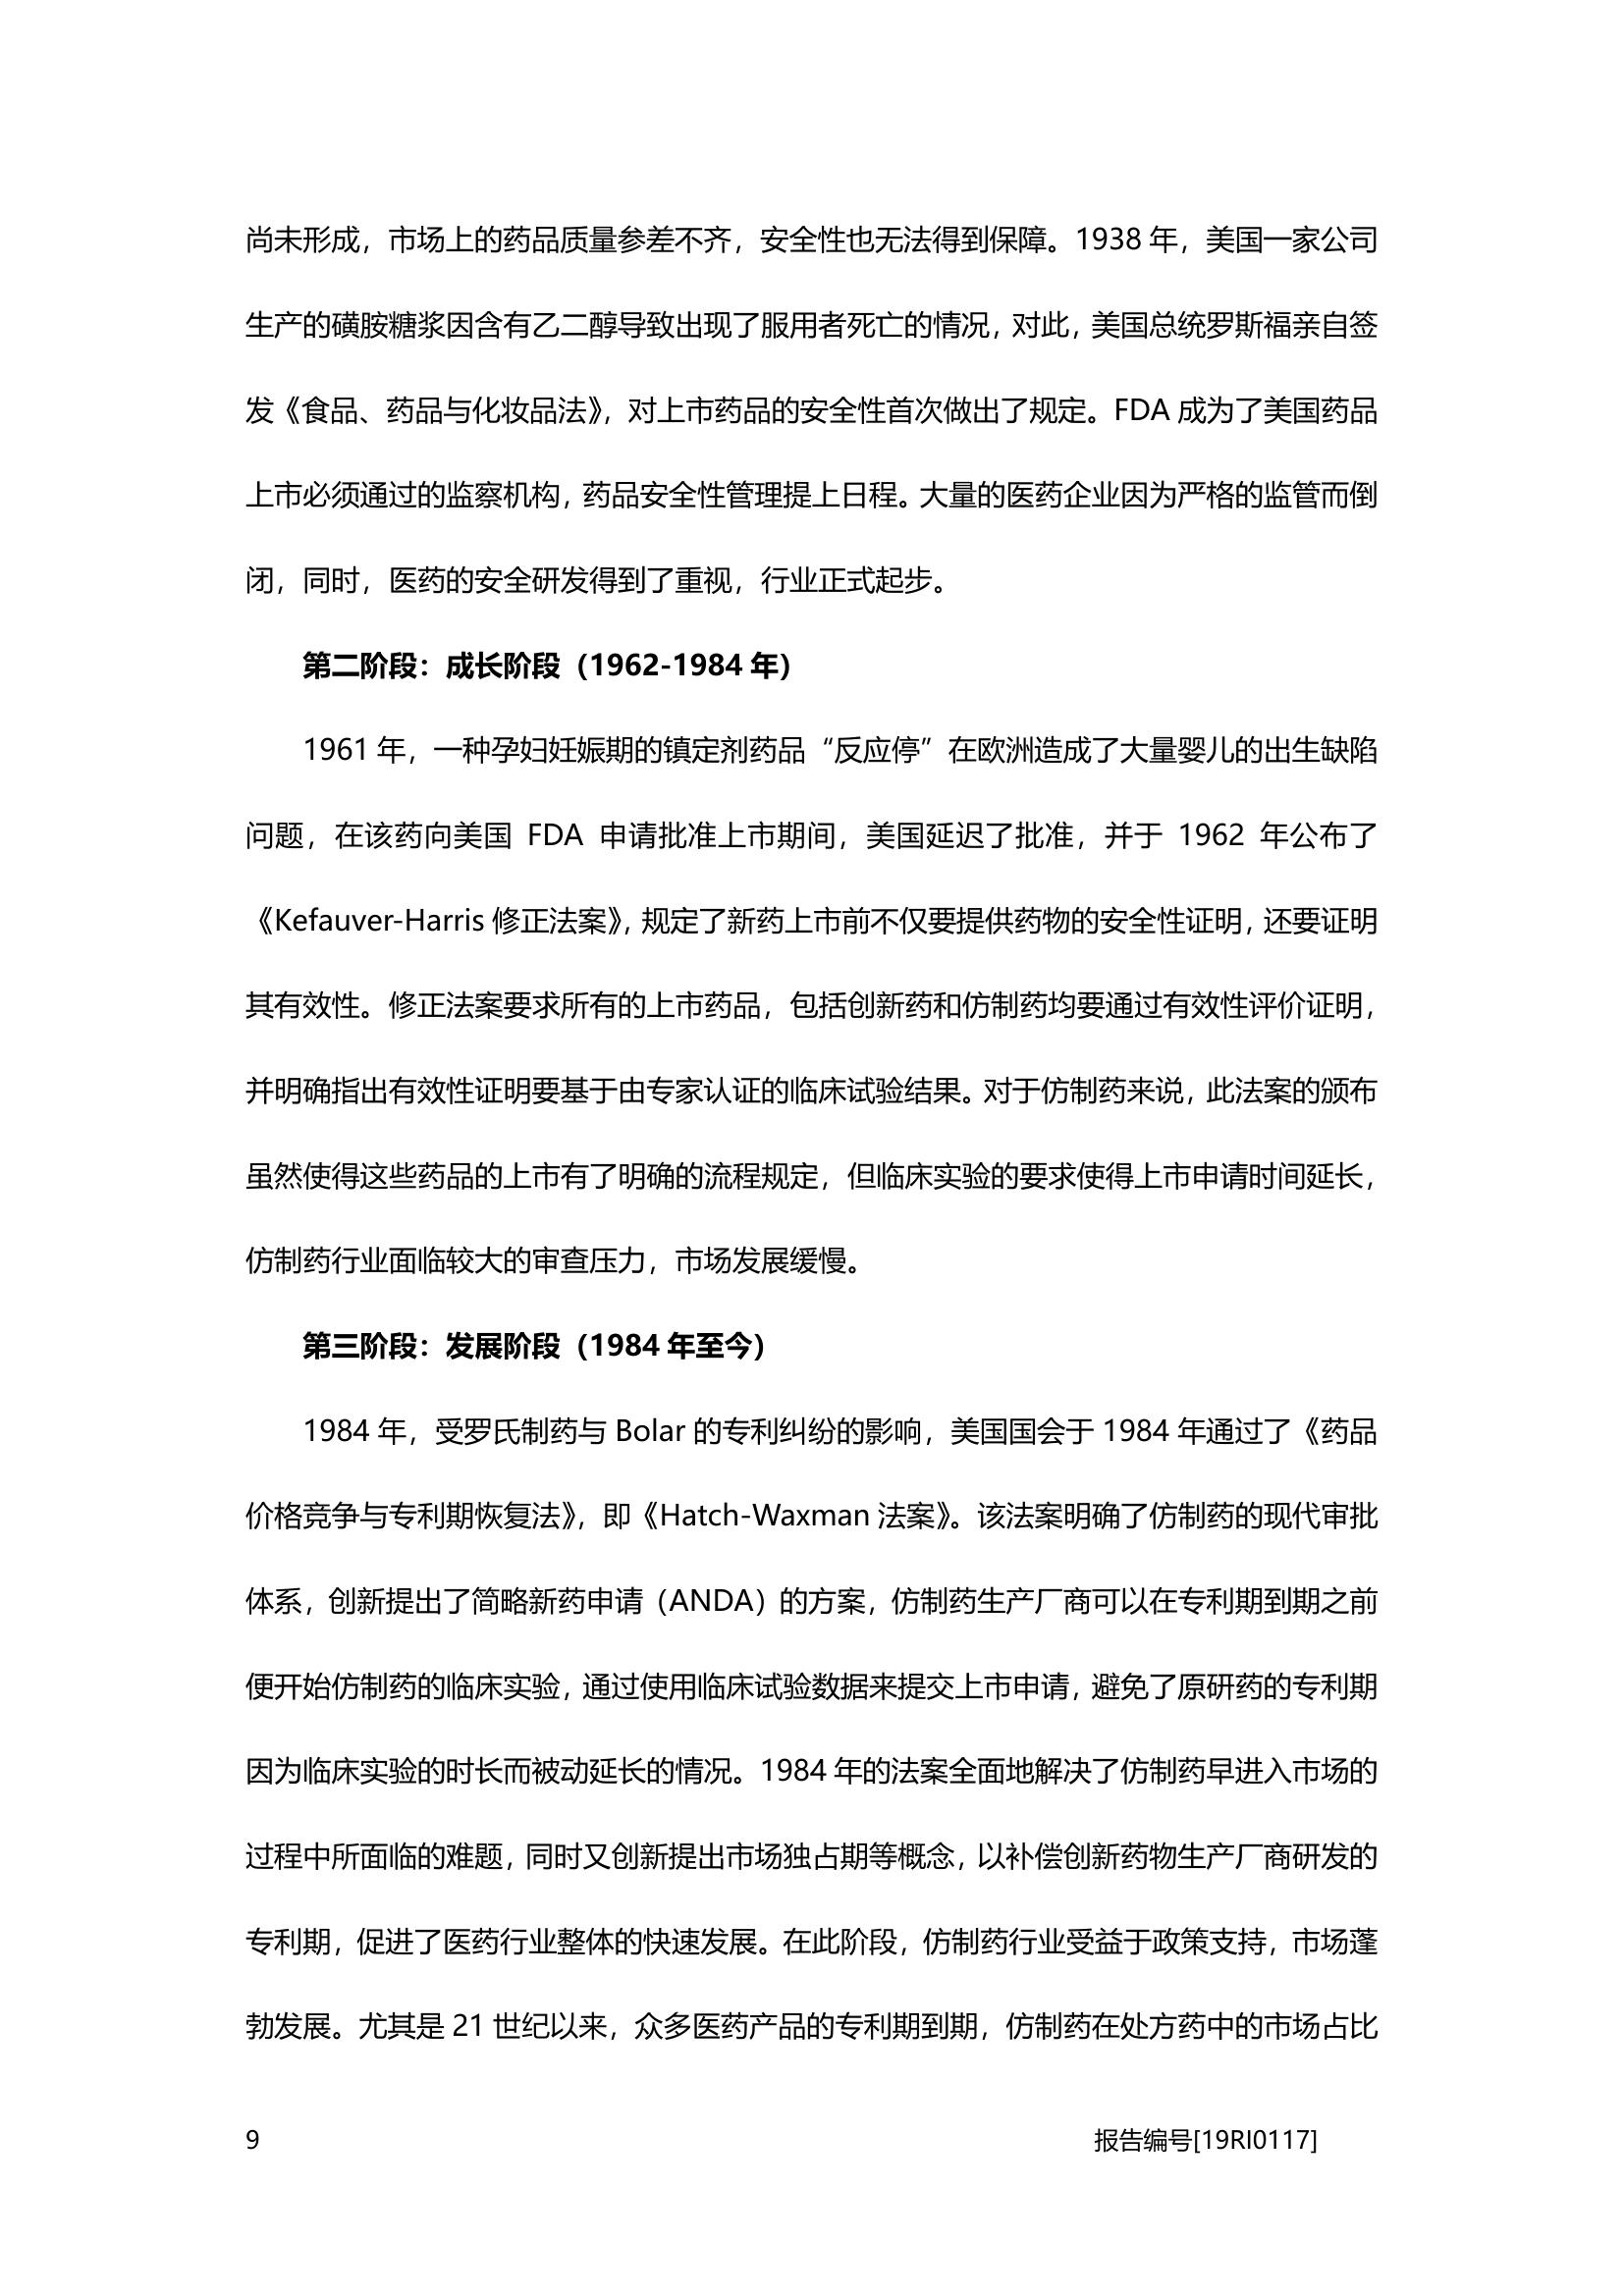 尚未形成，市场上的药品质量参差不齐，安全性也无法得到保障。1938 年，美国一家公司
生产的磺胺糖浆因含有乙二醇导致出现了服用者死亡的情况，对此，美国总统罗斯福亲自签
发《食品、药品与化妆品法》，对上市药品的安全性首次做出了规定。FDA 成为了美国药品
上市必须通过的监察机构，药品安全性管理提上日程。大量的医药企业因为严格的监管而倒
闭，同时，医药的安全研发得到了重视，行业正式起步。
第二阶段：成长阶段（1962-1984 年）
1961 年，一种孕妇妊娠期的镇定剂药品“反应停”在欧洲造成了大量婴儿的出生缺陷
问题，在该药向美国 FDA 申请批准上市期间，美国延迟了批准，并于 1962 年公布了
《Kefauver-Harris 修正法案》，规定了新药上市前不仅要提供药物的安全性证明，还要证明
其有效性。修正法案要求所有的上市药品，包括创新药和仿制药均要通过有效性评价证明，
并明确指出有效性证明要基于由专家认证的临床试验结果。对于仿制药来说，此法案的颁布
虽然使得这些药品的上市有了明确的流程规定，但临床实验的要求使得上市申请时间延长，
仿制药行业面临较大的审查压力，市场发展缓慢。
第三阶段：发展阶段（1984 年至今）
1984 年，受罗氏制药与 Bolar 的专利纠纷的影响，美国国会于 1984 年通过了《药品
价格竞争与专利期恢复法》，即《Hatch-Waxman 法案》。该法案明确了仿制药的现代审批
体系，创新提出了简略新药申请（ANDA）的方案，仿制药生产厂商可以在专利期到期之前
便开始仿制药的临床实验，通过使用临床试验数据来提交上市申请，避免了原研药的专利期
因为临床实验的时长而被动延长的情况。1984 年的法案全面地解决了仿制药早进入市场的
过程中所面临的难题，同时又创新提出市场独占期等概念，以补偿创新药物生产厂商研发的
专利期，促进了医药行业整体的快速发展。在此阶段，仿制药行业受益于政策支持，市场蓬
勃发展。尤其是 21 世纪以来，众多医药产品的专利期到期，仿制药在处方药中的市场占比
9 报告编号[19RI0117]